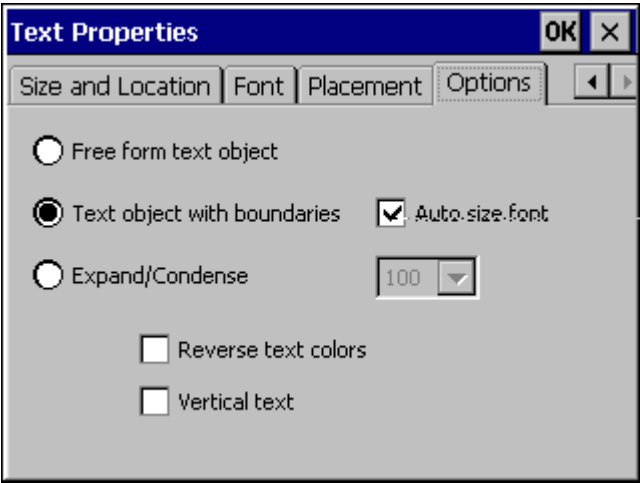 Text Properties OK
Size and Location Font Placement Options
Free form text object
Text object with boundaries Auto size font
Expand/Condense 100
Reverse text colors
Vertical text